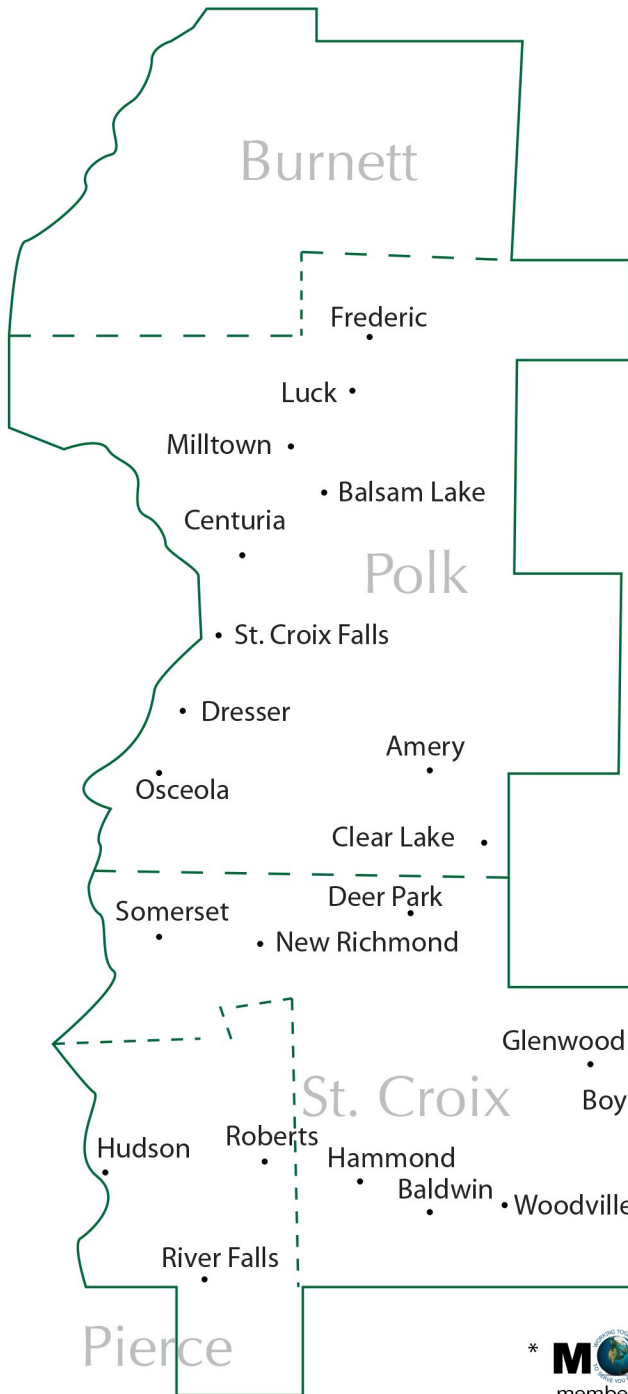 Burnett
Frederic
Luck
Milltown
Balsam Lake
Centuria
Polk
St. Croix Falls
Dresser
Amery
Osceola
Clear Lake
Deer Park
Somerset
New Richmond
Glenwood
St. Croix
Boy
Roberts
Hudson
Hammond
Baldwin
Woodville
River Falls
Pierce
* M